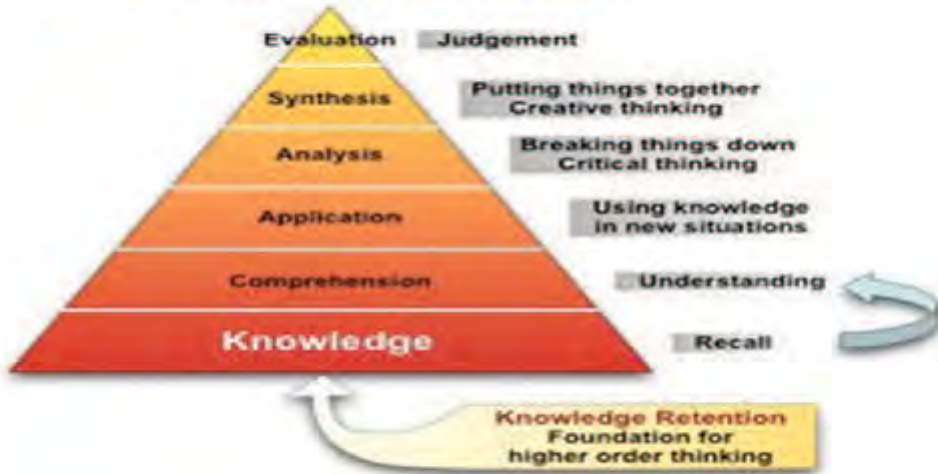 Evaluation Judgement
Synthesis Putting things together
Creative thinking
Analysis Breaking things down
Critical thinking
Application Using knowledge
in new situations
Comprehension Understanding
Knowledge Recall
Knowledge Retention
Foundation for
higher order thinking